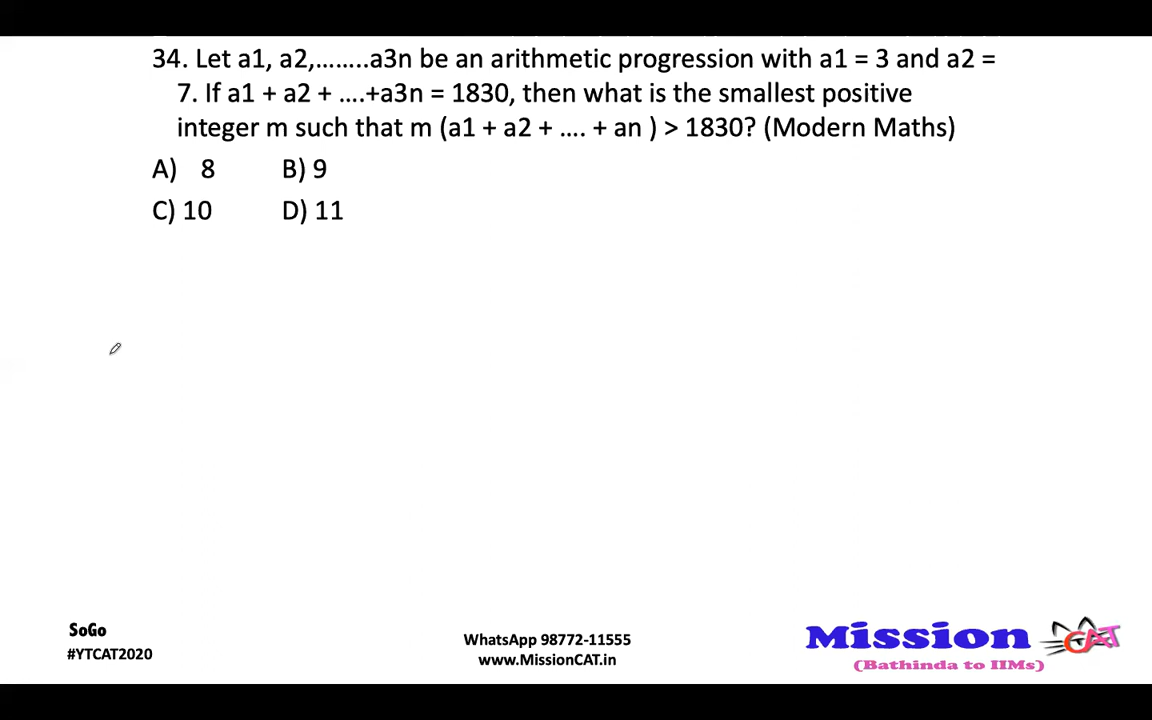 34. Let a1, a2,........a3n be an arithmetic progression with a1 = 3 and a2 =
7. If a1 + a2 + ....+a3n = 1830, then what is the smallest positive
integer m such that m (a1 + a2 + .... + an ) > 1830? (Modern Maths)
A) 8 B) 9
C) 10 D) 11
SoGo
#YTCAT2020
WhatsApp 98772-11555
www.MissionCAT.in
Mission CAT
(Bathinda to IIMs)